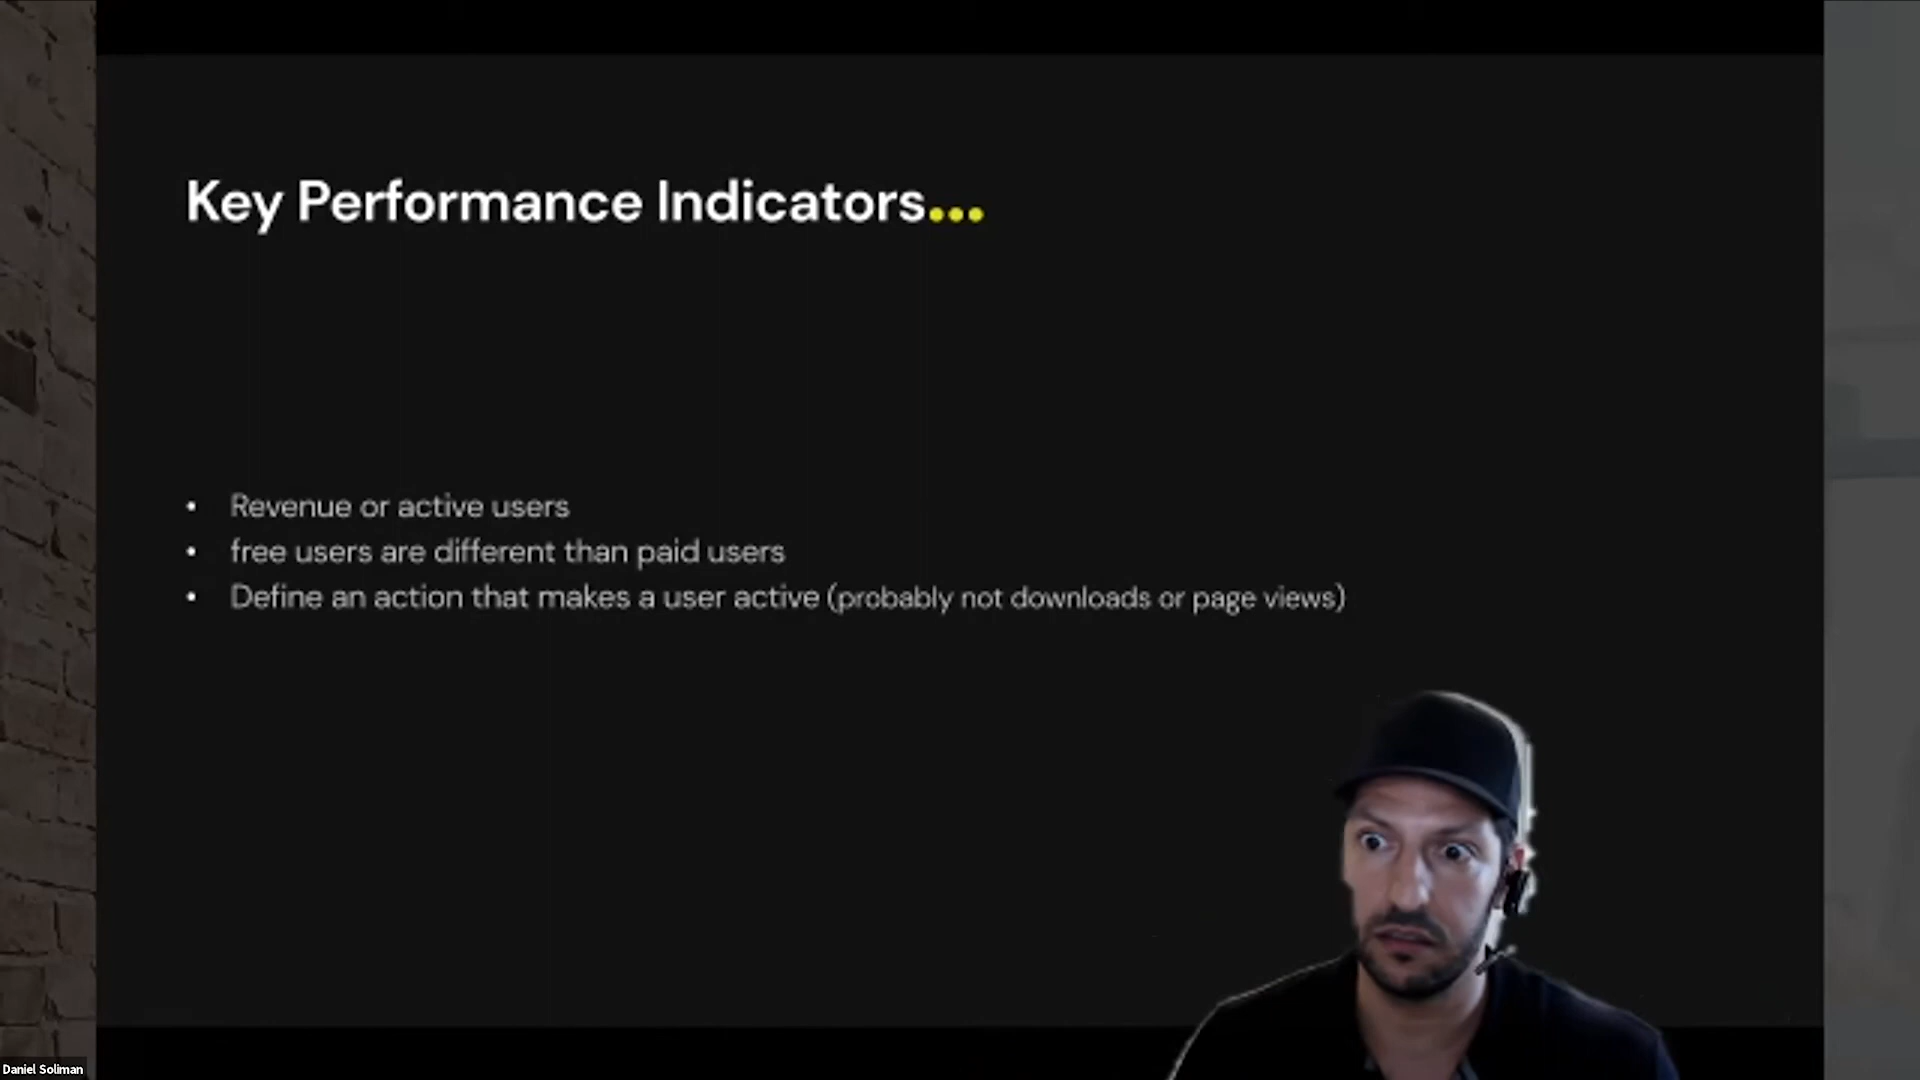 Key Performance Indicators...
• Revenue or active users
• free users are different than paid users
• Define an action that makes a user active (probably not downloads or page views)
Daniel Soliman